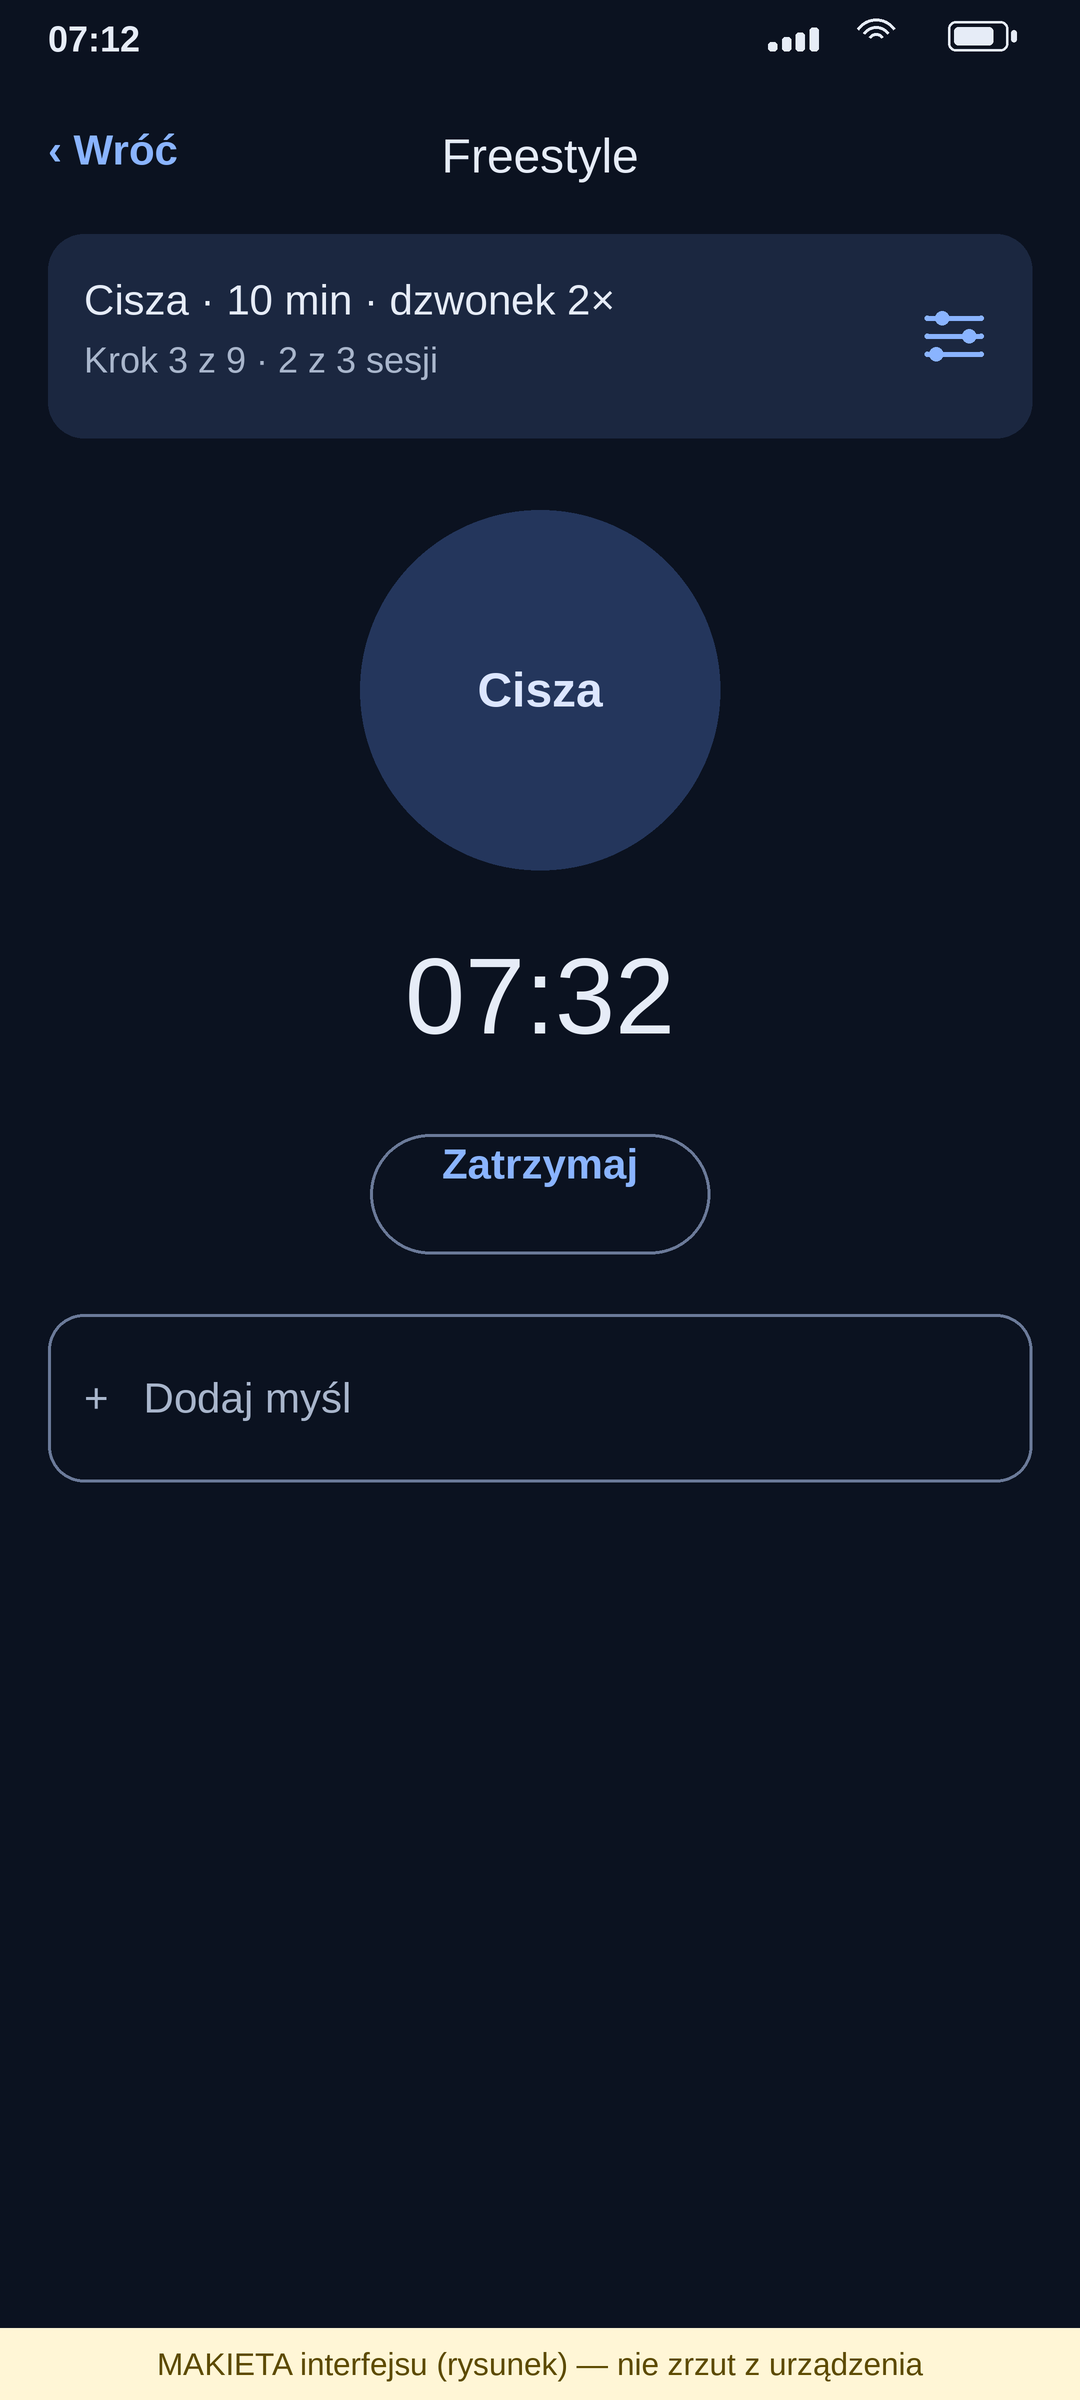 07:12
‹ Wróć
Freestyle
Cisza · 10 min · dzwonek 2×
Krok 3 z 9 · 2 z 3 sesji
Cisza
07:32
Zatrzymaj
+ Dodaj myśl
MAKIETA interfejsu (rysunek) — nie zrzut z urządzenia